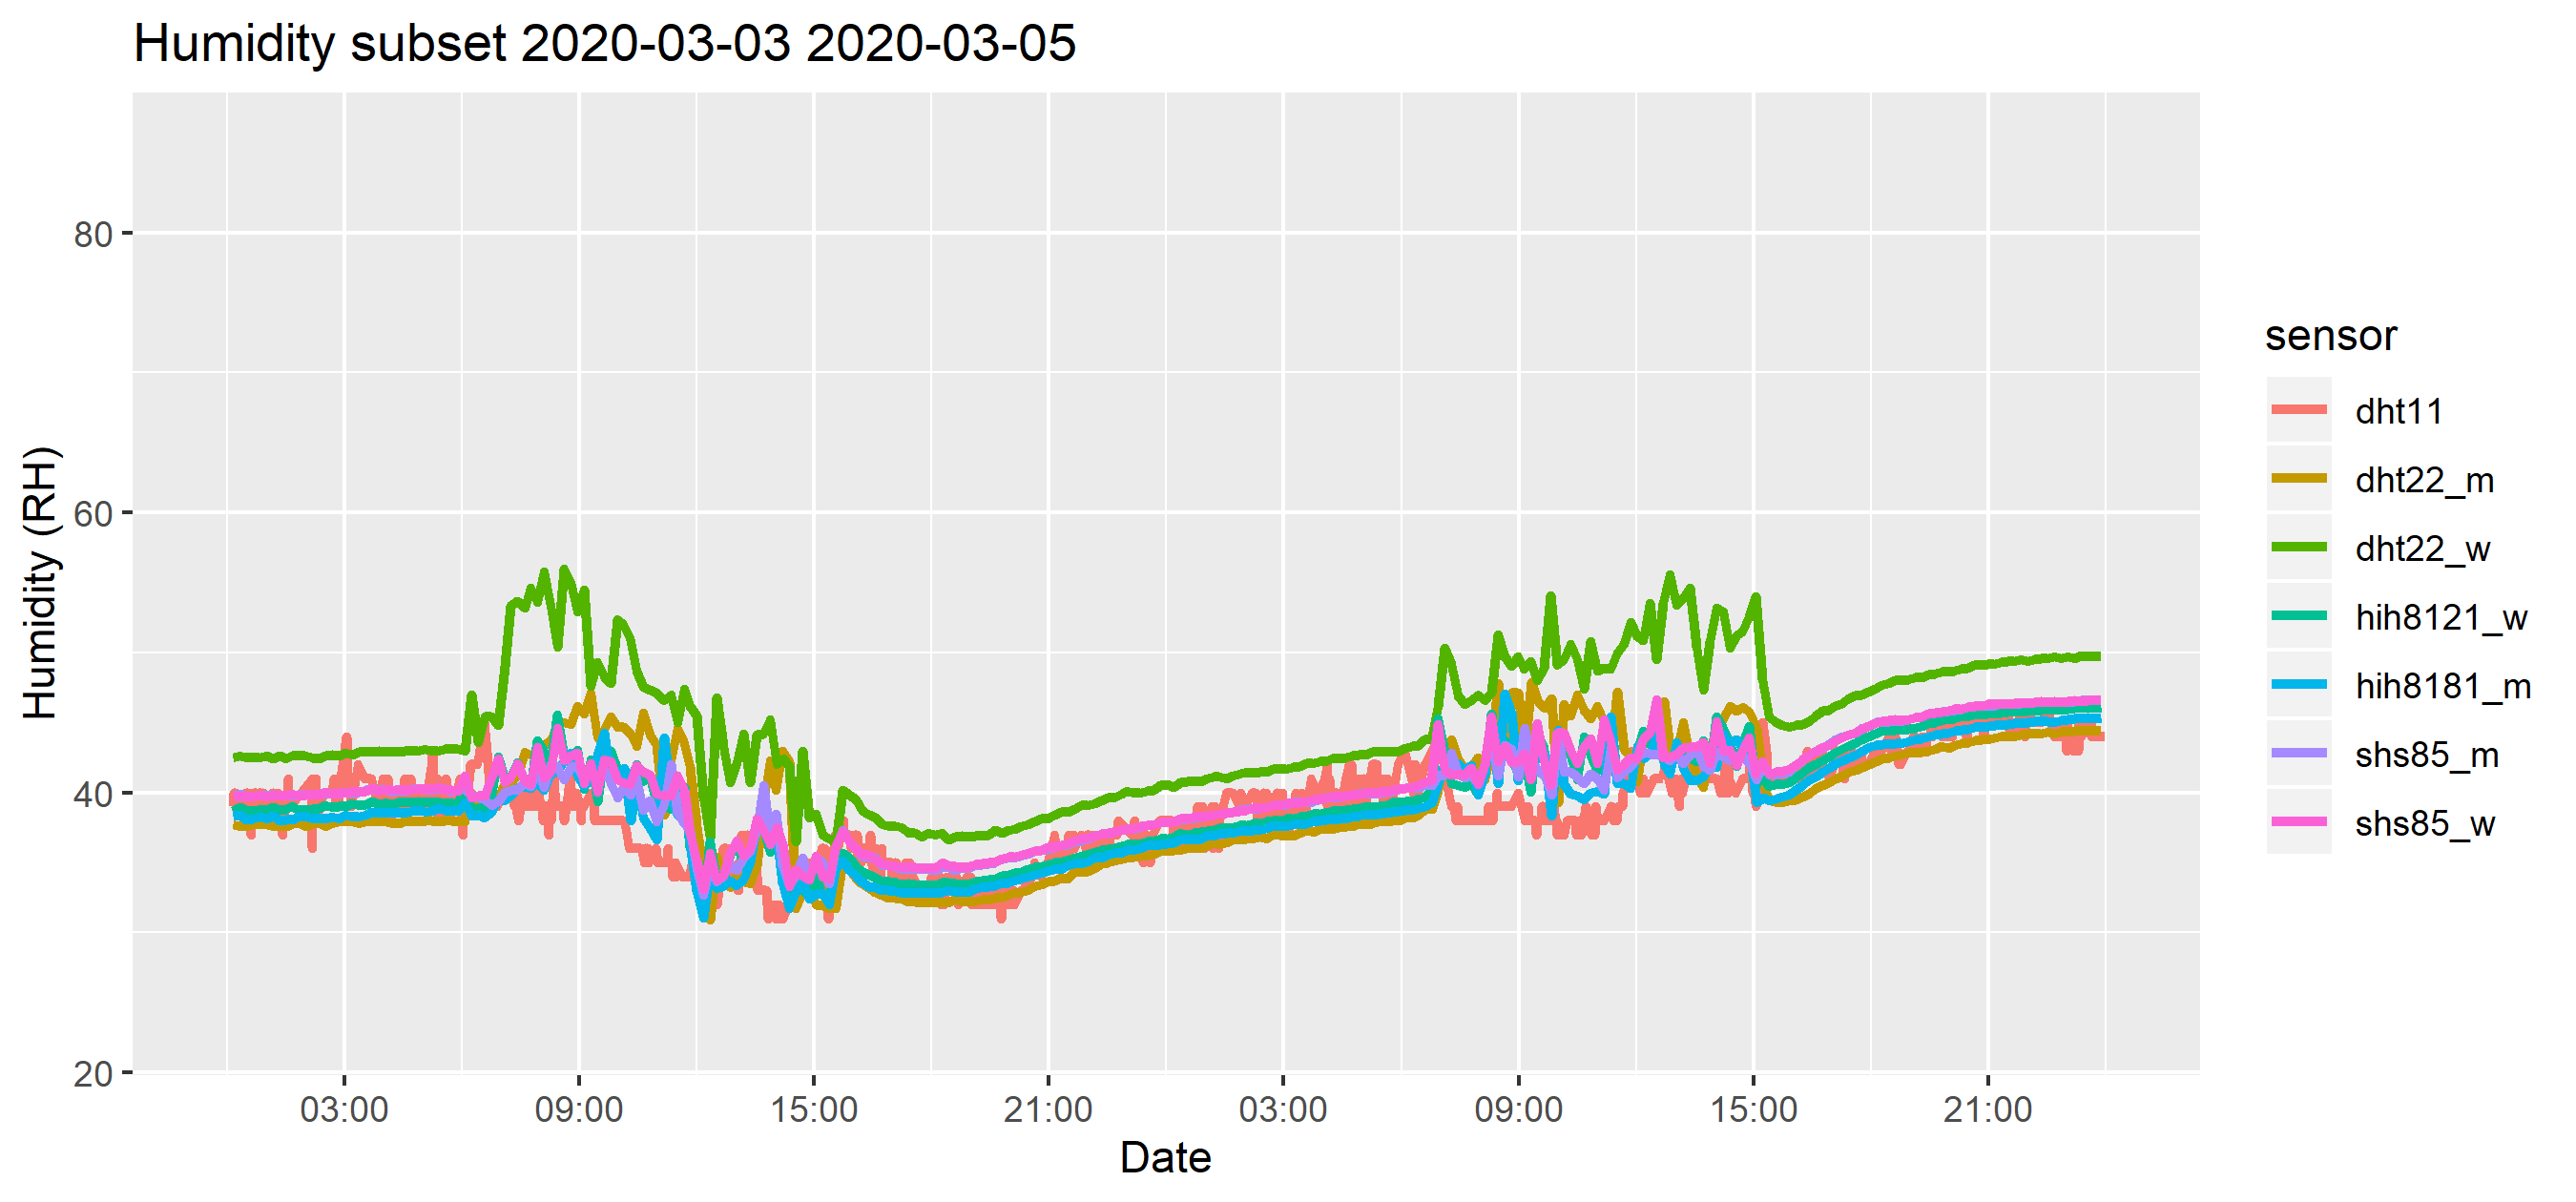 Humidity subset 2020-03-03 2020-03-05
Humidity (RH)
80
60
40
20
03:00 09:00 15:00 21:00 03:00 09:00 15:00 21:00
Date
sensor
dht11
dht22_m
dht22_w
hih8121_w
hih8181_m
shs85_m
shs85_w